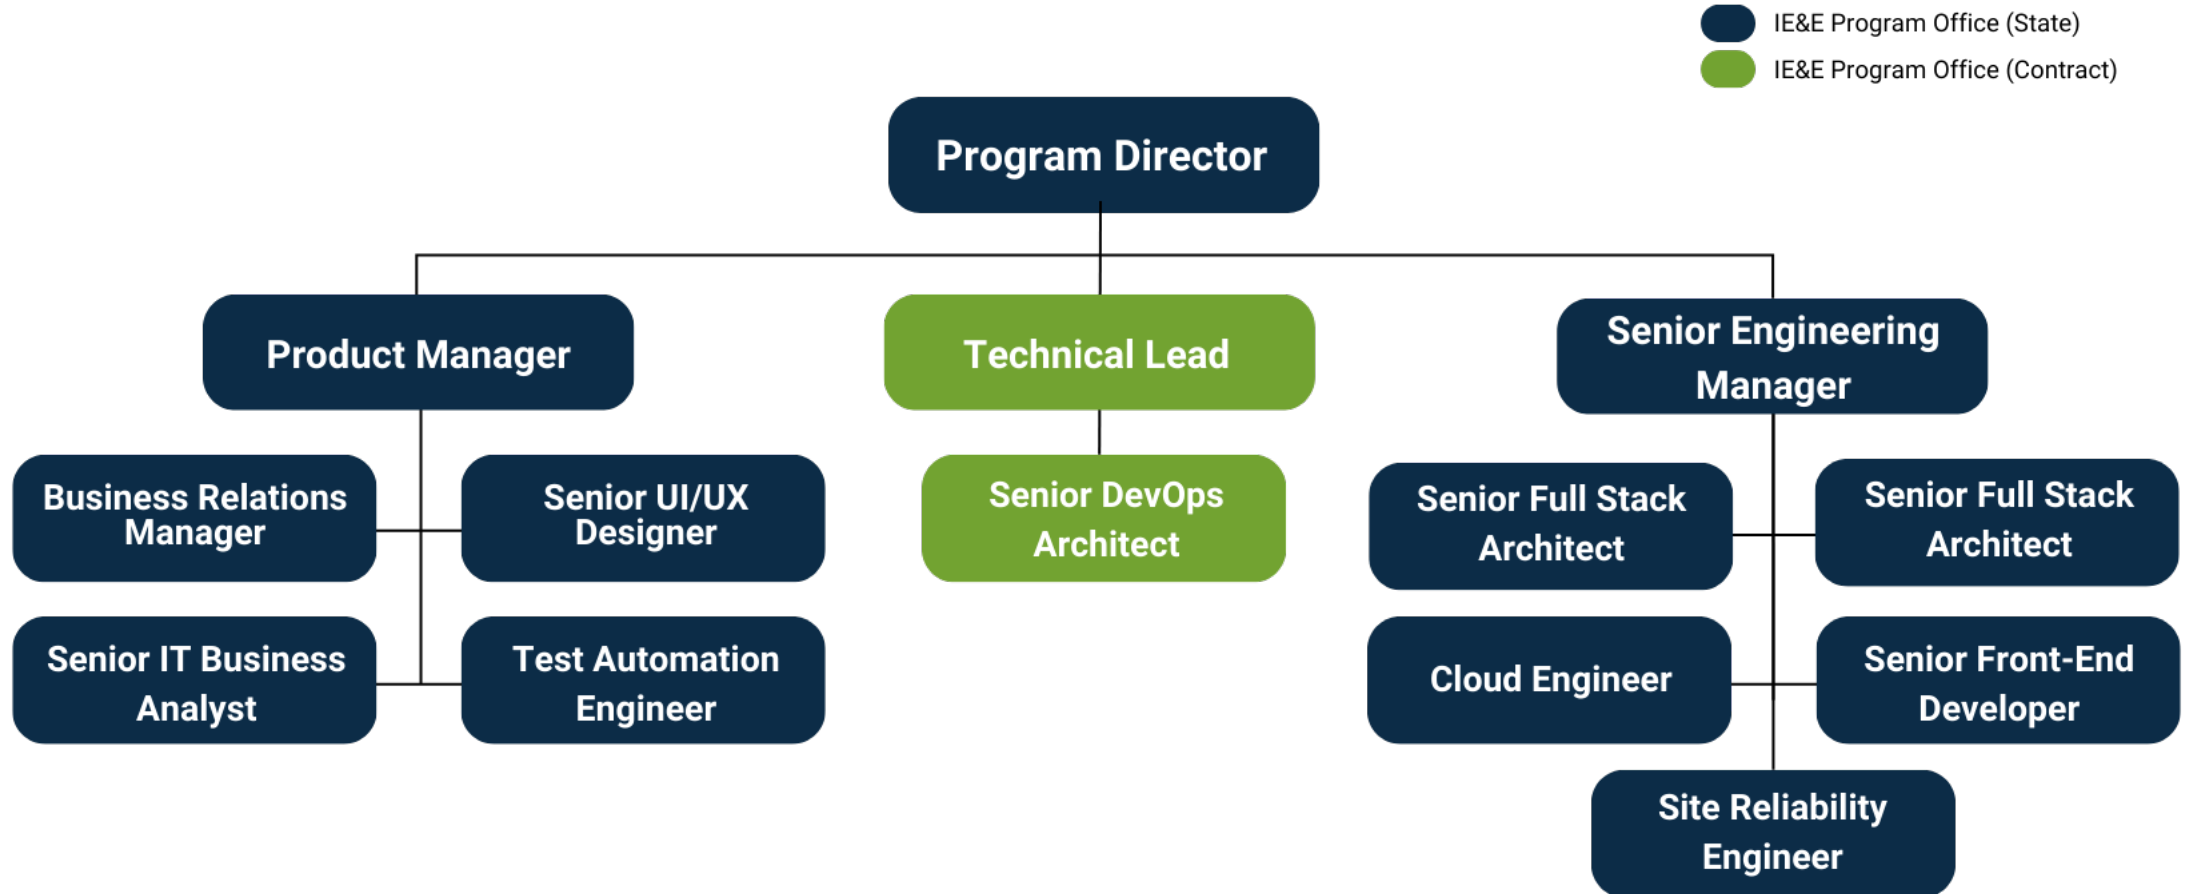 IE&E Program Office (State)
IE&E Program Office (Contract)
Program Director
Product Manager
Technical Lead
Senior Engineering
Manager
Business Relations
Manager
Senior UI/UX
Designer
Senior DevOps
Architect
Senior Full Stack
Architect
Senior Full Stack
Architect
Senior IT Business
Analyst
Test Automation
Engineer
Cloud Engineer
Senior Front-End
Developer
Site Reliability
Engineer